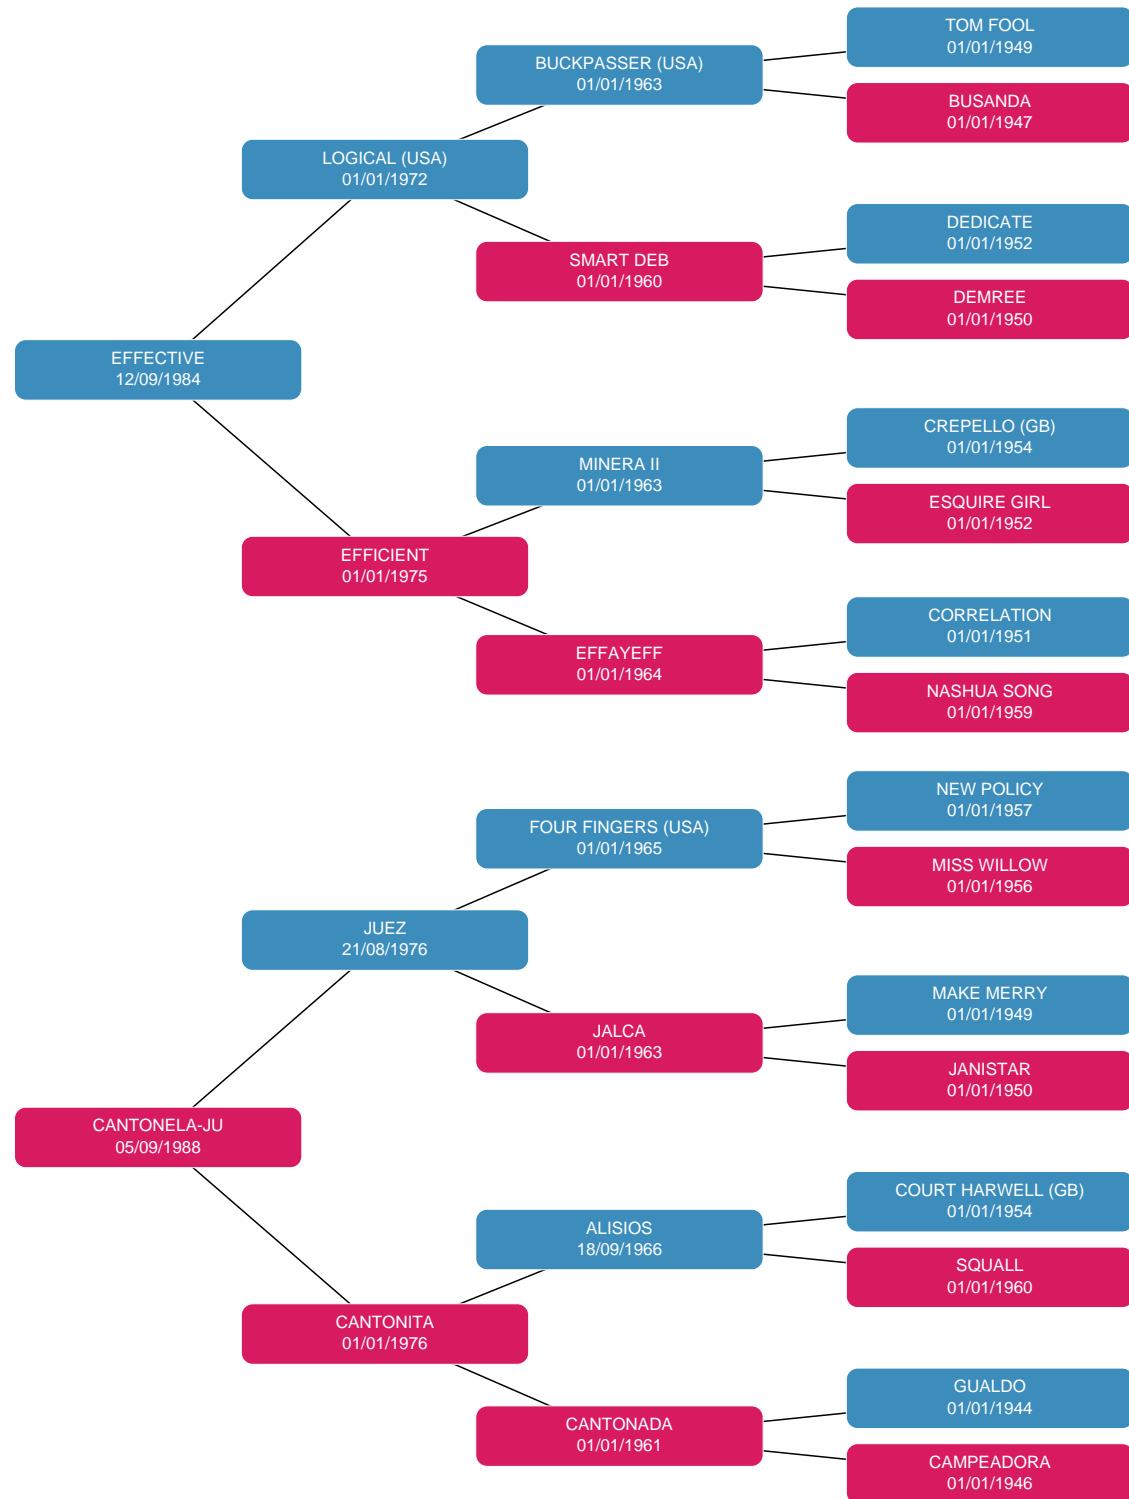 TOM FOOL
01/01/1949
BUCKPASSER (USA)
01/01/1963
BUSANDA
01/01/1947
LOGICAL (USA)
01/01/1972
DEDICATE
01/01/1952
SMART DEB
01/01/1960
DEMREE
01/01/1950
EFFECTIVE
12/09/1984
CREPELLO (GB)
01/01/1954
MINERA II
01/01/1963
ESQUIRE GIRL
01/01/1952
EFFICIENT
01/01/1975
CORRELATION
01/01/1951
EFFAYEFF
01/01/1964
NASHUA SONG
01/01/1959
NEW POLICY
01/01/1957
FOUR FINGERS (USA)
01/01/1965
MISS WILLOW
01/01/1956
JUEZ
21/08/1976
MAKE MERRY
01/01/1949
JALCA
01/01/1963
JANISTAR
01/01/1950
CANTONELA-JU
05/09/1988
COURT HARWELL (GB)
01/01/1954
ALISIOS
18/09/1966
SQUALL
01/01/1960
CANTONITA
01/01/1976
GUALDO
01/01/1944
CANTONADA
01/01/1961
CAMPEADORA
01/01/1946